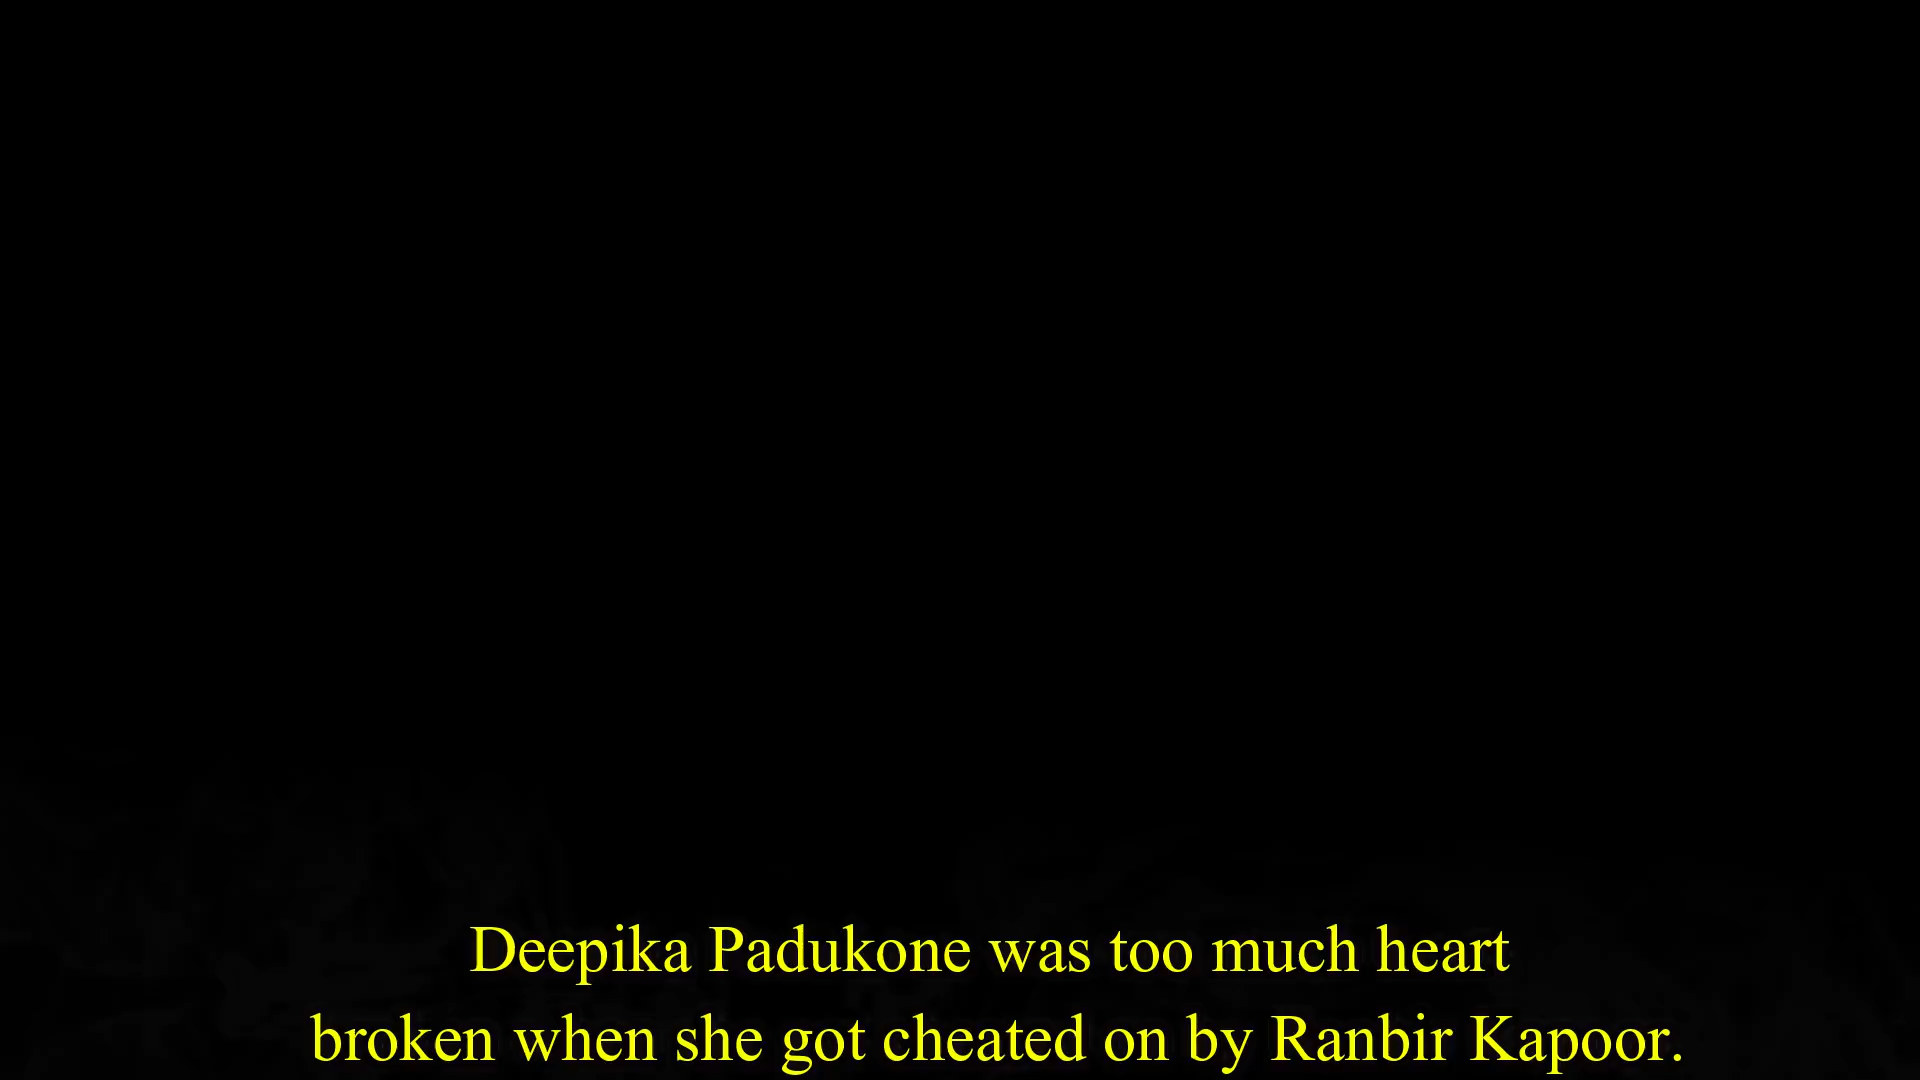 Deepika Padukone was too much heart
broken when she got cheated on by Ranbir Kapoor.